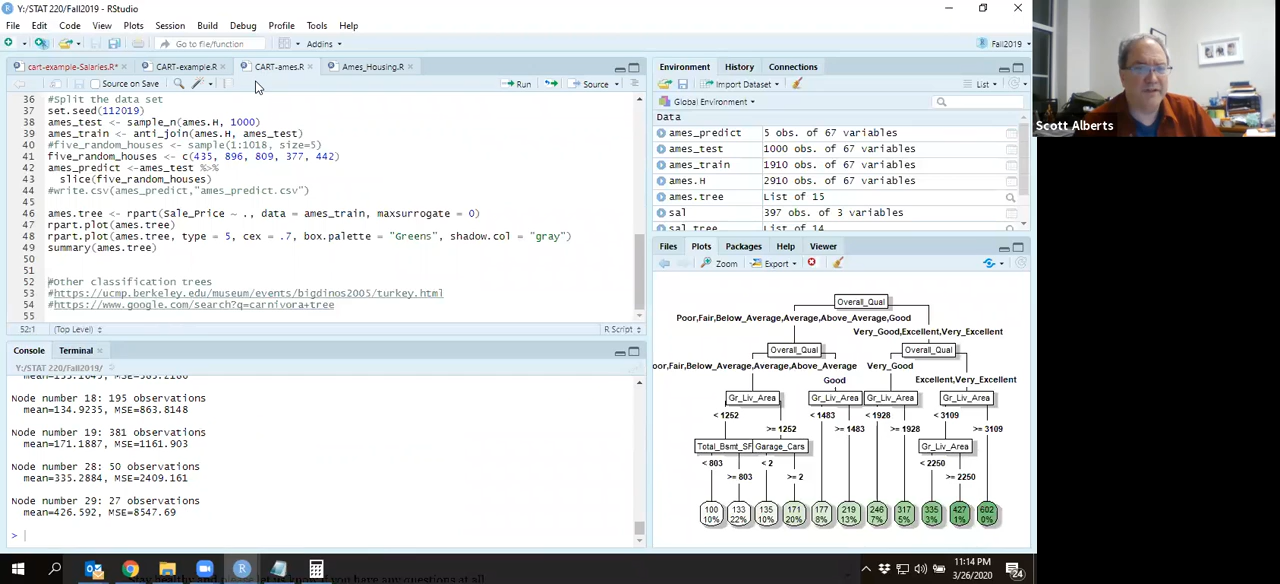 Y:/STAT 220/Fall2019 - RStudio
File Edit Code View Plots Session Build Debug Profile Tools Help
Go to file/function Addins Fall2019
cart-example-Salaries.R* CART-example.R CART-ames.R Ames_Housing.R
Source on Save Run Source
36 #Split the data set
37 set.seed(112019)
38 ames_test <- sample_n(ames.H, 1000)
39 ames_train <- anti_join(ames.H, ames_test)
40 #five_random_houses <- sample(1:1018, size=5)
41 five_random_houses <- c(435, 896, 809, 377, 442)
42 ames_predict <-ames_test %>%
43 slice(five_random_houses)
44 #write.csv(ames_predict,"ames_predict.csv")
45
46 ames.tree <- rpart(Sale_Price ~ ., data = ames_train, maxsurrogate = 0)
47 rpart.plot(ames.tree)
48 rpart.plot(ames.tree, type = 5, cex = .7, box.palette = "Greens", shadow.col = "gray")
49 summary(ames.tree)
50
51
52 #Other classification trees
53 #https://ucmp.berkeley.edu/museum/events/bigdinos2005/turkey.html
54 #https://www.google.com/search?q=carnivora+tree
55
52:1 (Top Level) R Script
Console Terminal
Y:/STAT 220/Fall2019/
Node number 18: 195 observations
mean=134.9235, MSE=863.8148
Node number 19: 381 observations
mean=171.1887, MSE=1161.903
Node number 28: 50 observations
mean=335.2884, MSE=2409.161
Node number 29: 27 observations
mean=426.592, MSE=8547.69
>
Environment History Connections
Import Dataset List
Global Environment
Data
ames_predict 5 obs. of 67 variables
ames_test 1000 obs. of 67 variables
ames_train 1910 obs. of 67 variables
ames.H 2910 obs. of 67 variables
ames.tree List of 15
sal 397 obs. of 3 variables
sal tree List of 14
Files Plots Packages Help Viewer
Zoom Export
Overall_Qual
Poor,Fair,Below_Average,Average,Above_Average,Good
Very_Good,Excellent,Very_Excellent
Overall_Qual Overall_Qual
oor,Fair,Below_Average,Average,Above_Average Very_Good
Good Excellent,Very_Excellent
Gr_Liv_Area Gr_Liv_Area Gr_Liv_Area Gr_Liv_Area
< 1252 < 1483 < 1928 < 3109
>= 1252 >= 1483 >= 1928 >= 3109
Total_Bsmt_SF Garage_Cars Gr_Liv_Area
< 803 < 2 < 2250
>= 803 >= 2 >= 2250
100 133 135 171 177 219 246 317 335 427 602
10% 22% 10% 20% 8% 13% 7% 5% 3% 1% 0%
Scott Alberts
11:14 PM
3/26/2020
24